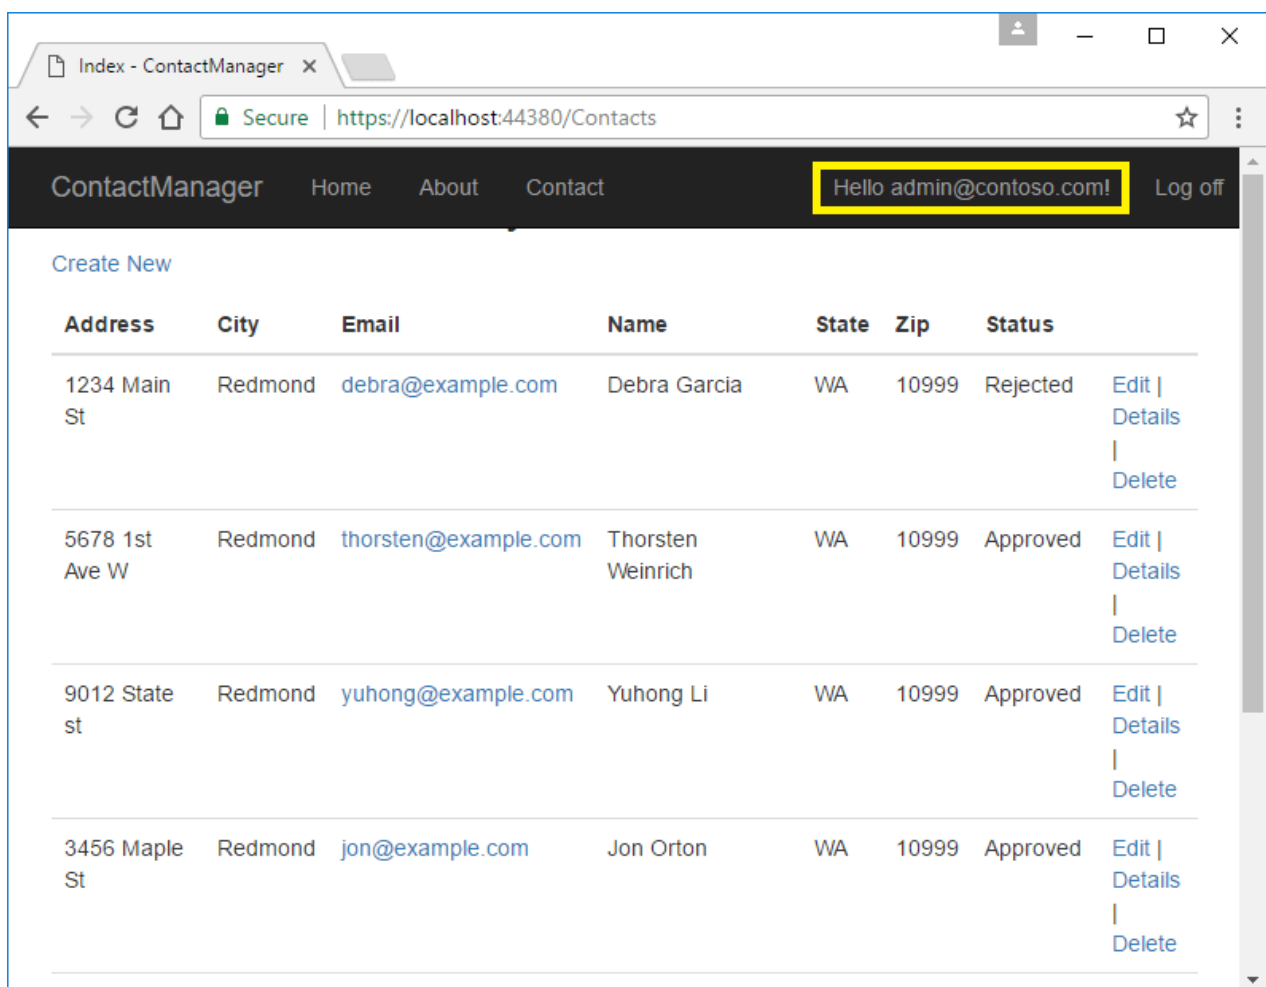 Index - ContactManager
Secure https://localhost:44380/Contacts
ContactManager Home About Contact Hello admin@contoso.com! Log off
Create New
Address City Email Name State Zip Status
1234 Main Redmond debra@example.com Debra Garcia WA 10999 Rejected Edit |
St Details
|
Delete
5678 1st Redmond thorsten@example.com Thorsten WA 10999 Approved Edit |
Ave W Weinrich Details
|
Delete
9012 State Redmond yuhong@example.com Yuhong Li WA 10999 Approved Edit |
st Details
|
Delete
3456 Maple Redmond jon@example.com Jon Orton WA 10999 Approved Edit |
St Details
|
Delete